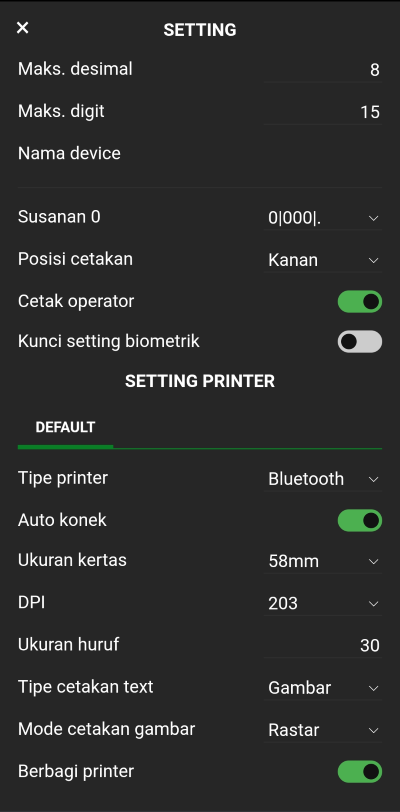 × SETTING
Maks. desimal 8
Maks. digit 15
Nama device
Susanan 0 0|000|.
Posisi cetakan Kanan
Cetak operator
Kunci setting biometrik
SETTING PRINTER
DEFAULT
Tipe printer Bluetooth
Auto konek
Ukuran kertas 58mm
DPI 203
Ukuran huruf 30
Tipe cetakan text Gambar
Mode cetakan gambar Rastar
Berbagi printer